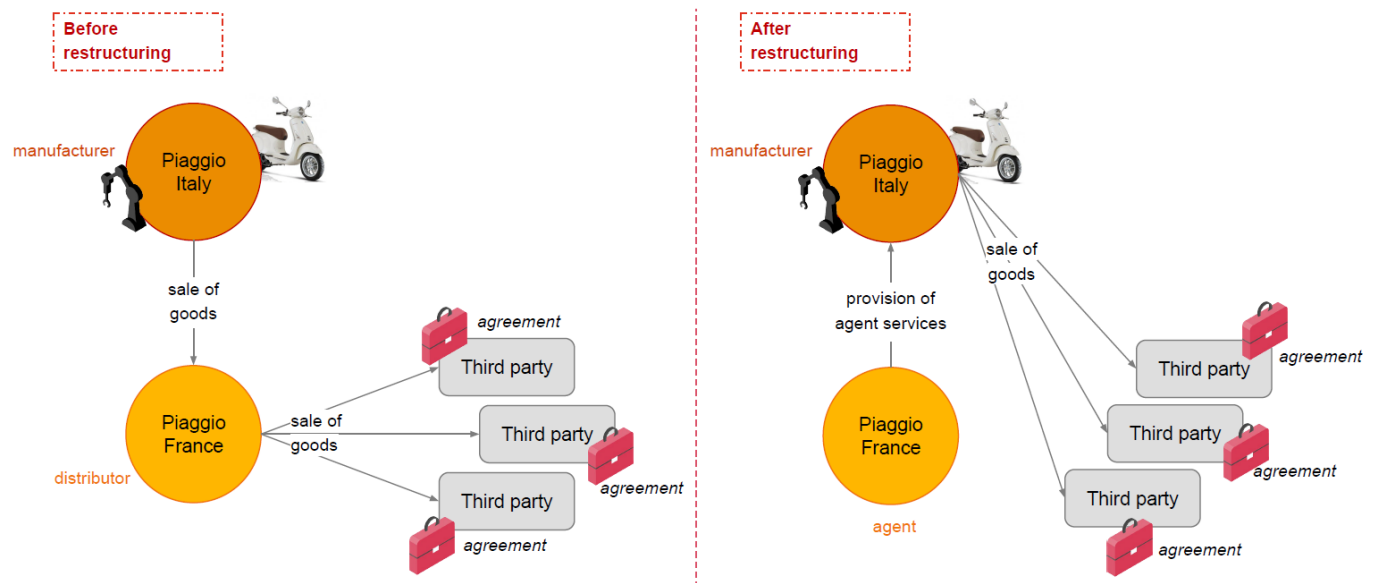 Before
restructuring
manufacturer
Piaggio
Italy
sale of
goods
Piaggio
France
distributor
sale of
goods
agreement
Third party
Third party
agreement
Third party
agreement
After
restructuring
manufacturer
Piaggio
Italy
sale of
goods
provision of
agent services
Piaggio
France
agent
Third party
agreement
Third party
agreement
Third party
agreement